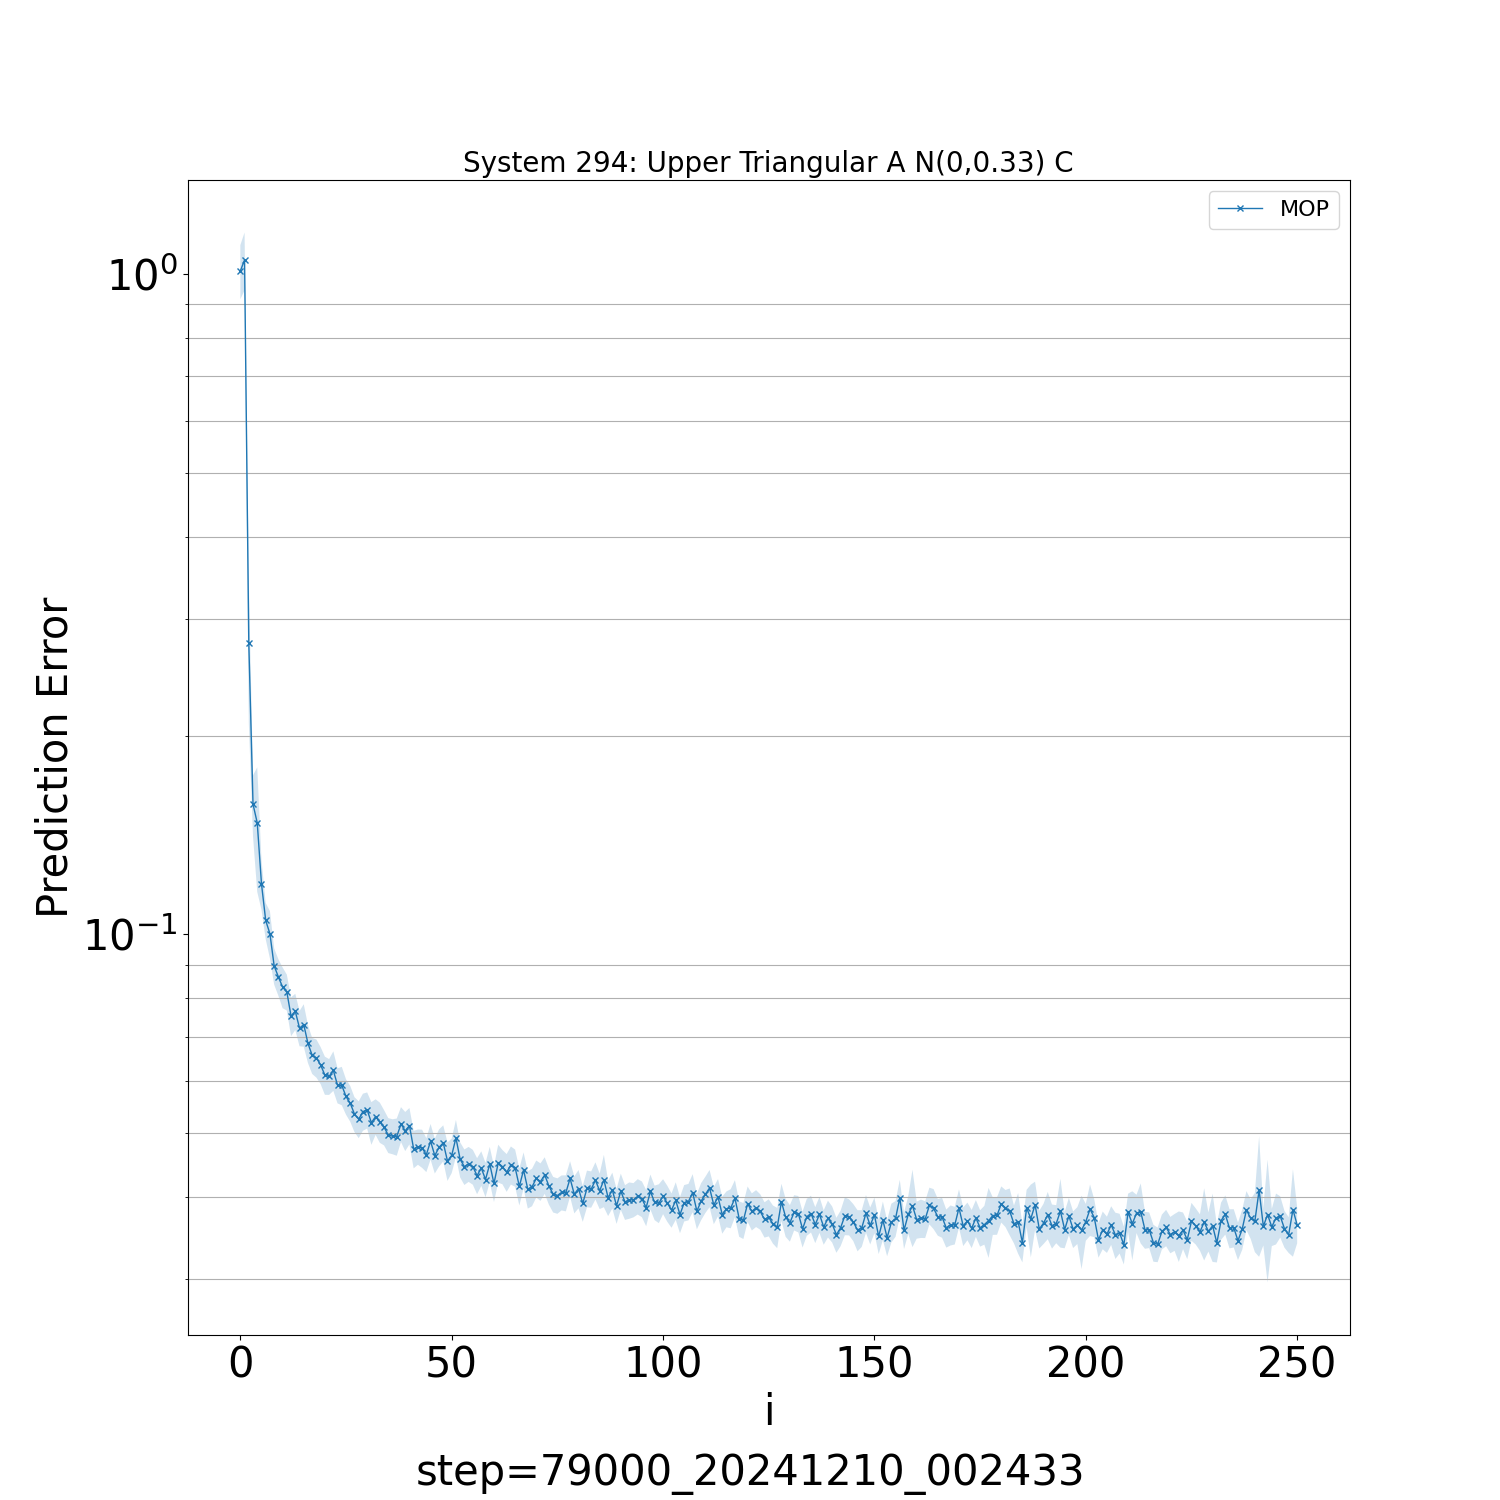 System 294: Upper Triangular A N(0,0.33) C
MOP
10⁰
10⁻¹
Prediction Error
0 50 100 150 200 250
i
step=79000_20241210_002433